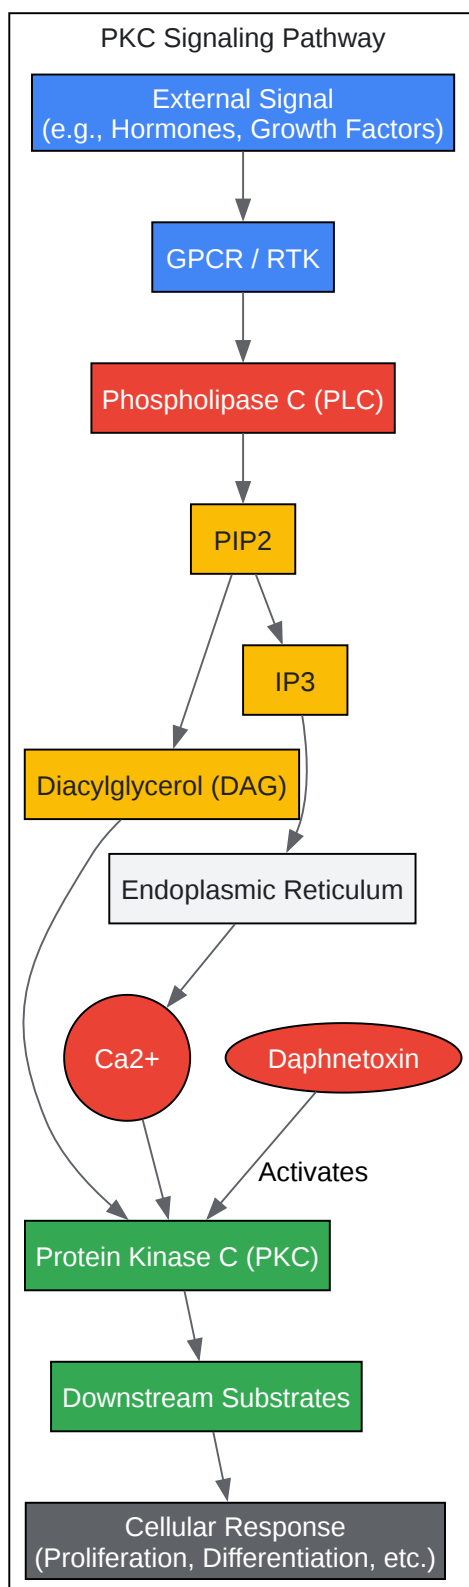 PKC Signaling Pathway
External Signal
(e.g., Hormones, Growth Factors)
GPCR / RTK
Phospholipase C (PLC)
PIP2
IP3
Diacylglycerol (DAG)
Endoplasmic Reticulum
Ca2+
Daphnetoxin
Activates
Protein Kinase C (PKC)
Downstream Substrates
Cellular Response
(Proliferation, Differentiation, etc.)